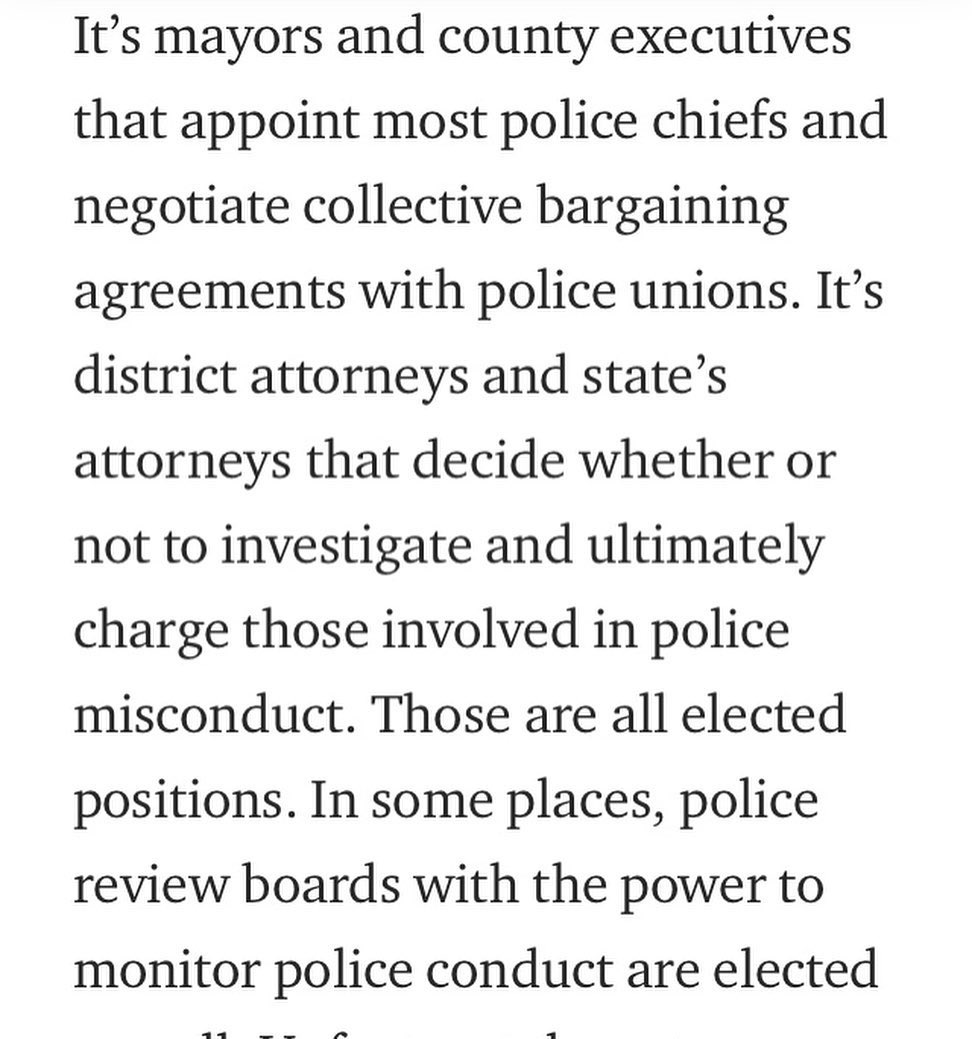 It’s mayors and county executives
that appoint most police chiefs and
negotiate collective bargaining
agreements with police unions. It’s
district attorneys and state’s
attorneys that decide whether or
not to investigate and ultimately
charge those involved in police
misconduct. Those are all elected
positions. In some places, police
review boards with the power to
monitor police conduct are elected